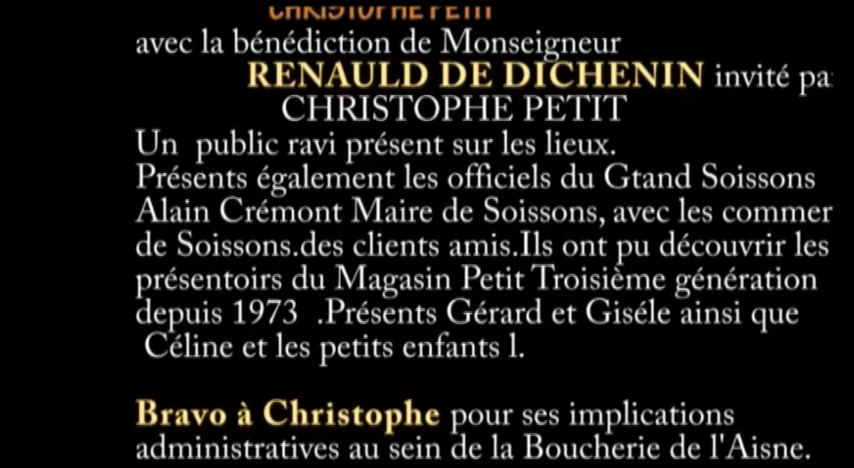 CHRISTOPHE PETIT
avec la bénédiction de Monseigneur
RENAULD DE DICHENIN invité pa
CHRISTOPHE PETIT
Un  public ravi présent sur les lieux.
Présents également les officiels du Gtand Soissons
Alain Crémont Maire de Soissons, avec les commer
de Soissons.des clients amis.Ils ont pu découvrir les
présentoirs du Magasin Petit Troisième génération
depuis 1973  .Présents Gérard et Giséle ainsi que
Céline et les petits enfants l.
Bravo à Christophe pour ses implications
administratives au sein de la Boucherie de l'Aisne.